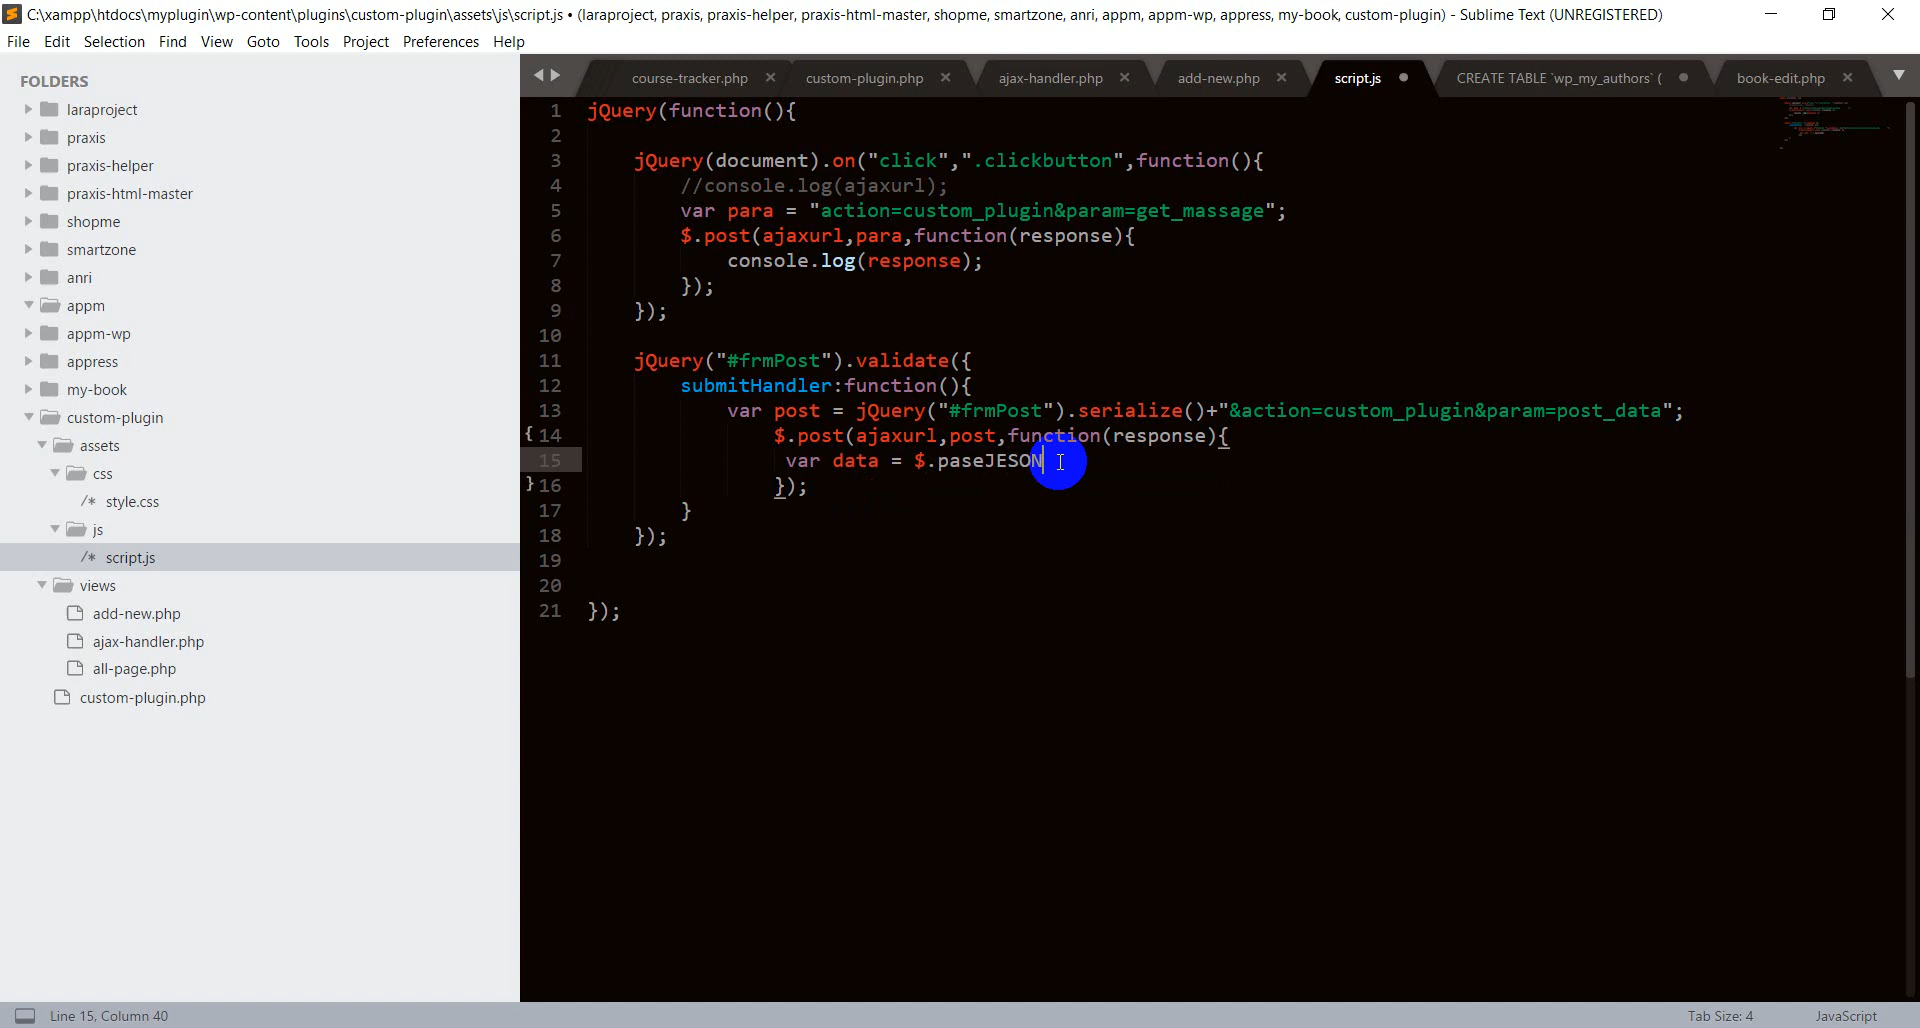 C:\xampp\htdocs\myplugin\wp-content\plugins\custom-plugin\assets\js\script.js • (laraproject, praxis, praxis-helper, praxis-html-master, shopme, smartzone, anri, appm, appm-wp, appress, my-book, custom-plugin) - Sublime Text (UNREGISTERED)
File Edit Selection Find View Goto Tools Project Preferences Help
FOLDERS
laraproject
praxis
praxis-helper
praxis-html-master
shopme
smartzone
anri
appm
appm-wp
appress
my-book
custom-plugin
assets
css
/* style.css
js
/* script.js
views
add-new.php
ajax-handler.php
all-page.php
custom-plugin.php
course-tracker.php custom-plugin.php ajax-handler.php add-new.php script.js CREATE TABLE `wp_my_authors` ( book-edit.php
1 jQuery(function(){
2
3 jQuery(document).on("click",".clickbutton",function(){
4 //console.log(ajaxurl);
5 var para = "action=custom_plugin&param=get_massage";
6 $.post(ajaxurl,para,function(response){
7 console.log(response);
8 });
9 });
10
11 jQuery("#frmPost").validate({
12 submitHandler:function(){
13 var post = jQuery("#frmPost").serialize()+"&action=custom_plugin&param=post_data";
{ 14 $.post(ajaxurl,post,function(response){
15 var data = $.paseJESON
} 16 });
17 }
18 });
19
20
21 });
Line 15, Column 40 Tab Size: 4 JavaScript